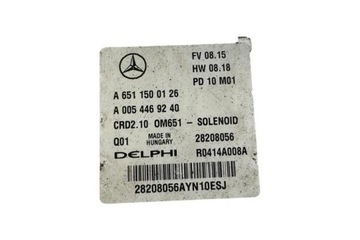 FV 08.15
HW 08.18
PD 10 M01
A 651 150 01 26
A 005 446 92 40
CRD2.10 OM651 - SOLENOID
Q01 MADE IN HUNGARY 28208056
DELPHI R0414A008A
28208056AYN10ESJ